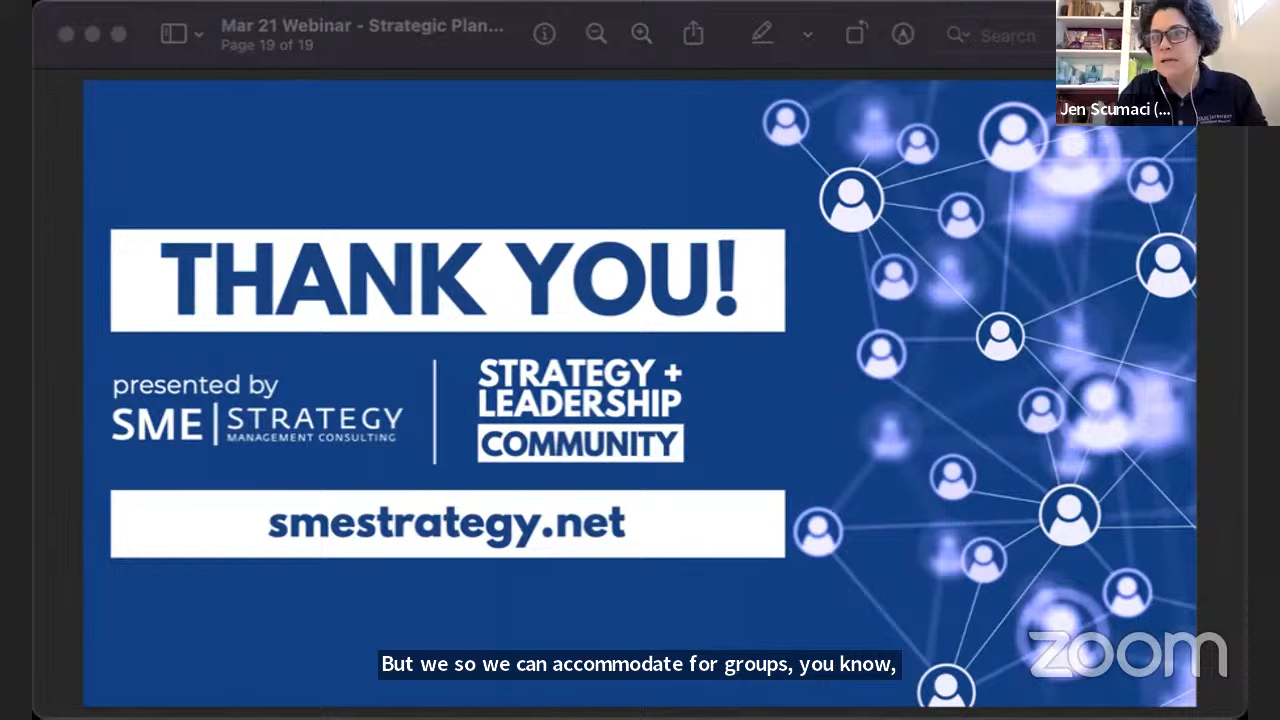 Mar 21 Webinar - Strategic Plan...
Page 19 of 19
Search
Jen Scumaci (...
THANK YOU!
presented by
SME | STRATEGY
MANAGEMENT CONSULTING
STRATEGY +
LEADERSHIP
COMMUNITY
smestrategy.net
But we so we can accommodate for groups, you know,
zoom